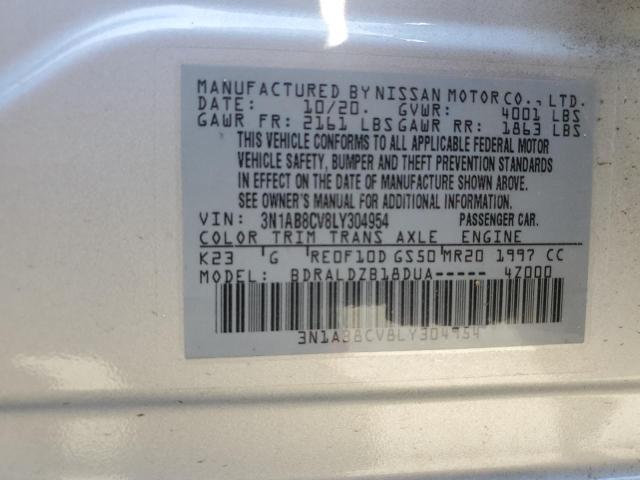 MANUFACTURED BY NISSAN MOTOR CO., LTD.
DATE: 10/20. GVWR: 4001 LBS
GAWR FR: 2161 LBS GAWR RR: 1863 LBS
THIS VEHICLE CONFORMS TO ALL APPLICABLE FEDERAL MOTOR
VEHICLE SAFETY, BUMPER AND THEFT PREVENTION STANDARDS
IN EFFECT ON THE DATE OF MANUFACTURE SHOWN ABOVE.
SEE OWNER'S MANUAL FOR ADDITIONAL INFORMATION.
VIN: 3N1AB8CV8LY304954 PASSENGER CAR.
COLOR TRIM TRANS AXLE ENGINE
K23 G RE0F10D GS50 MR20 1997 CC
MODEL: BDRALDZB18DUA----- 4Z000
3N1AB8CV8LY304954